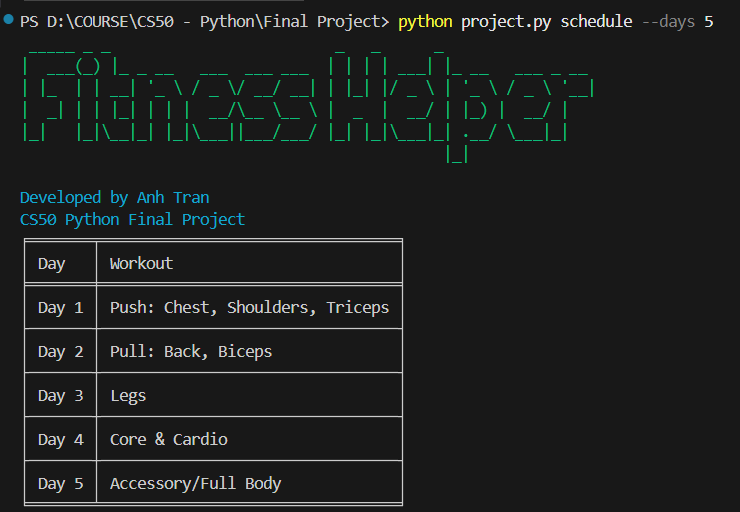 PS D:\COURSE\CS50 - Python\Final Project> python project.py schedule --days 5
Fitness Helper
Developed by Anh Tran
CS50 Python Final Project
Day Workout
Day 1 Push: Chest, Shoulders, Triceps
Day 2 Pull: Back, Biceps
Day 3 Legs
Day 4 Core & Cardio
Day 5 Accessory/Full Body